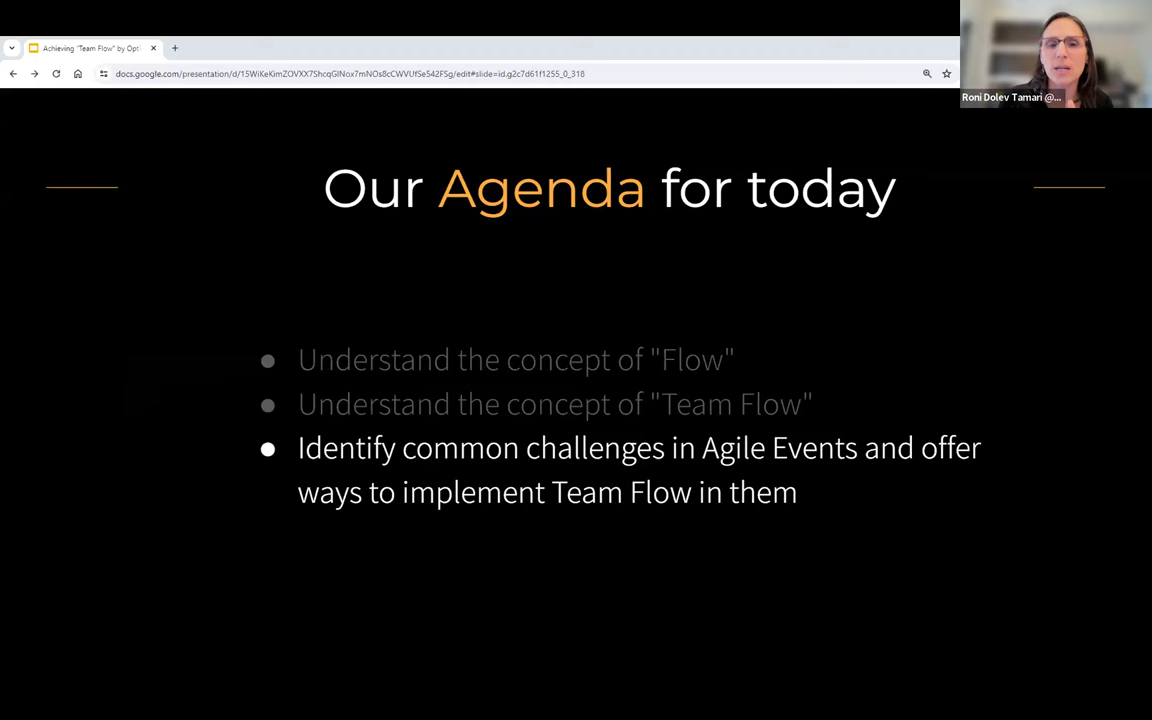 Achieving "Team Flow" by Opt
docs.google.com/presentation/d/15WiKeKimZOVXX7ShcqGlNox7mNOs8cCWVUfSe542FSg/edit#slide=id.g2c7d61f1255_0_318
Roni Dolev Tamari @...
Our Agenda for today
● Understand the concept of "Flow"
● Understand the concept of "Team Flow"
● Identify common challenges in Agile Events and offer
ways to implement Team Flow in them